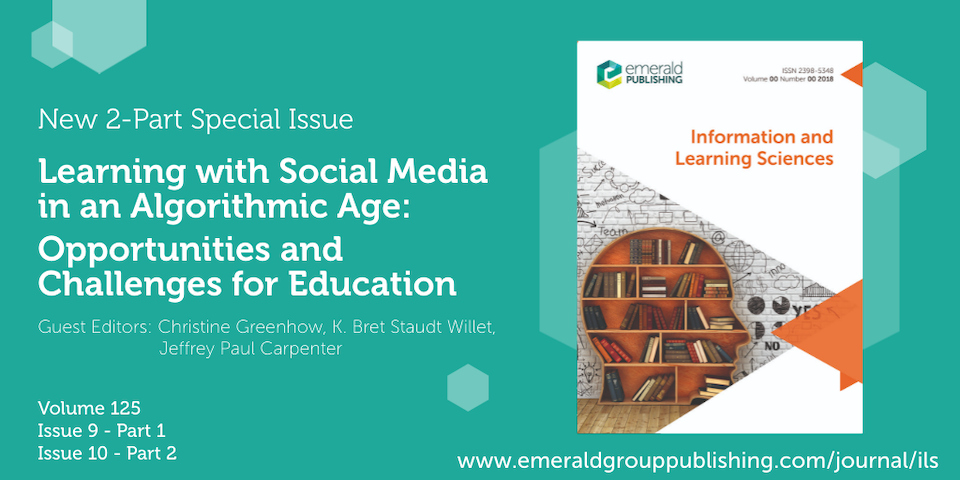 New 2-Part Special Issue
Learning with Social Media
in an Algorithmic Age:
Opportunities and
Challenges for Education
Guest Editors: Christine Greenhow, K. Bret Staudt Willet,
Jeffrey Paul Carpenter
Volume 125
Issue 9 - Part 1
Issue 10 - Part 2
emerald
PUBLISHING
ISSN 2398-5348
Volume 00 Number 00 2018
Information and
Learning Sciences
Team
@
YES
NO
www.emeraldgrouppublishing.com/journal/ils